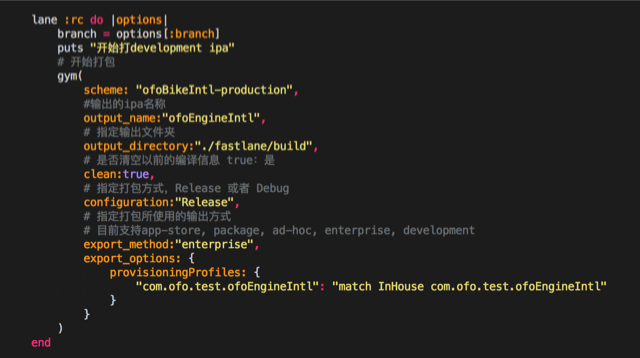 lane :rc do |options|
branch = options[:branch]
puts "开始打development ipa"
# 开始打包
gym(
scheme: "ofoBikeIntl-production",
#输出的ipa名称
output_name:"ofoEngineIntl",
# 指定输出文件夹
output_directory:"./fastlane/build",
# 是否清空以前的编译信息 true：是
clean:true,
# 指定打包方式，Release 或者 Debug
configuration:"Release",
# 指定打包所使用的输出方式
# 目前支持app-store, package, ad-hoc, enterprise, development
export_method:"enterprise",
export_options: {
provisioningProfiles: {
"com.ofo.test.ofoEngineIntl": "match InHouse com.ofo.test.ofoEngineIntl"
}
}
)
end